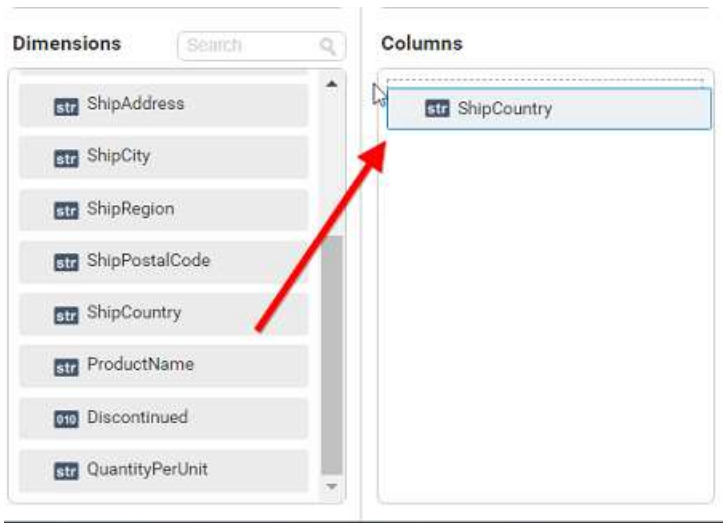 Dimensions
Search
str ShipAddress
str ShipCity
str ShipRegion
str ShipPostalCode
str ShipCountry
str ProductName
010 Discontinued
str QuantityPerUnit
Columns
str ShipCountry